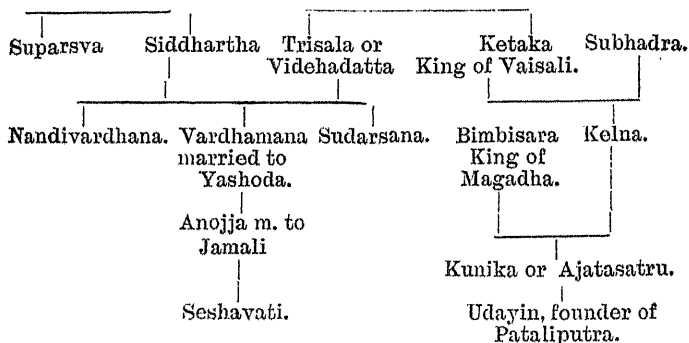 Suparsva Siddhartha Trisala or Ketaka Subhadra.
Videhadatta King of Vaisali.
Nandivardhana. Vardhamana Sudarsana. Bimbisara Kelna.
married to King of
Yashoda. Magadha.
Anojja m. to
Jamali
Kunika or Ajatasatru.
Seshavati. Udayin, founder of
Pataliputra.